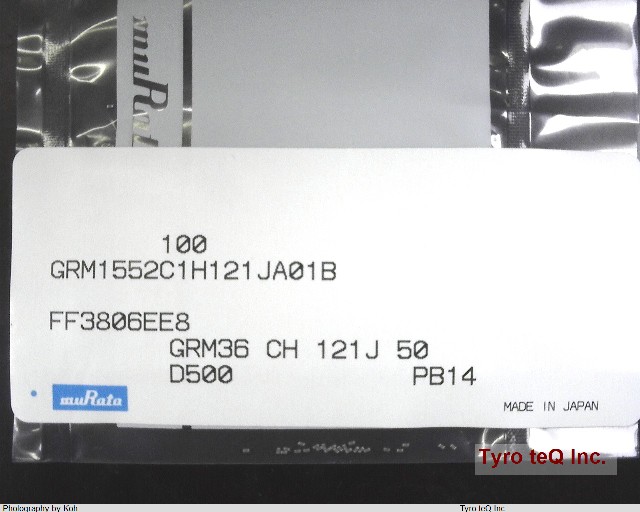 muRata
100
GRM1552C1H121JA01B
FF3806EE8
GRM36 CH 121J 50
D500 PB14
muRata
MADE IN JAPAN
Tyro teQ Inc.
Photography by Koh
Tyro teQ Inc